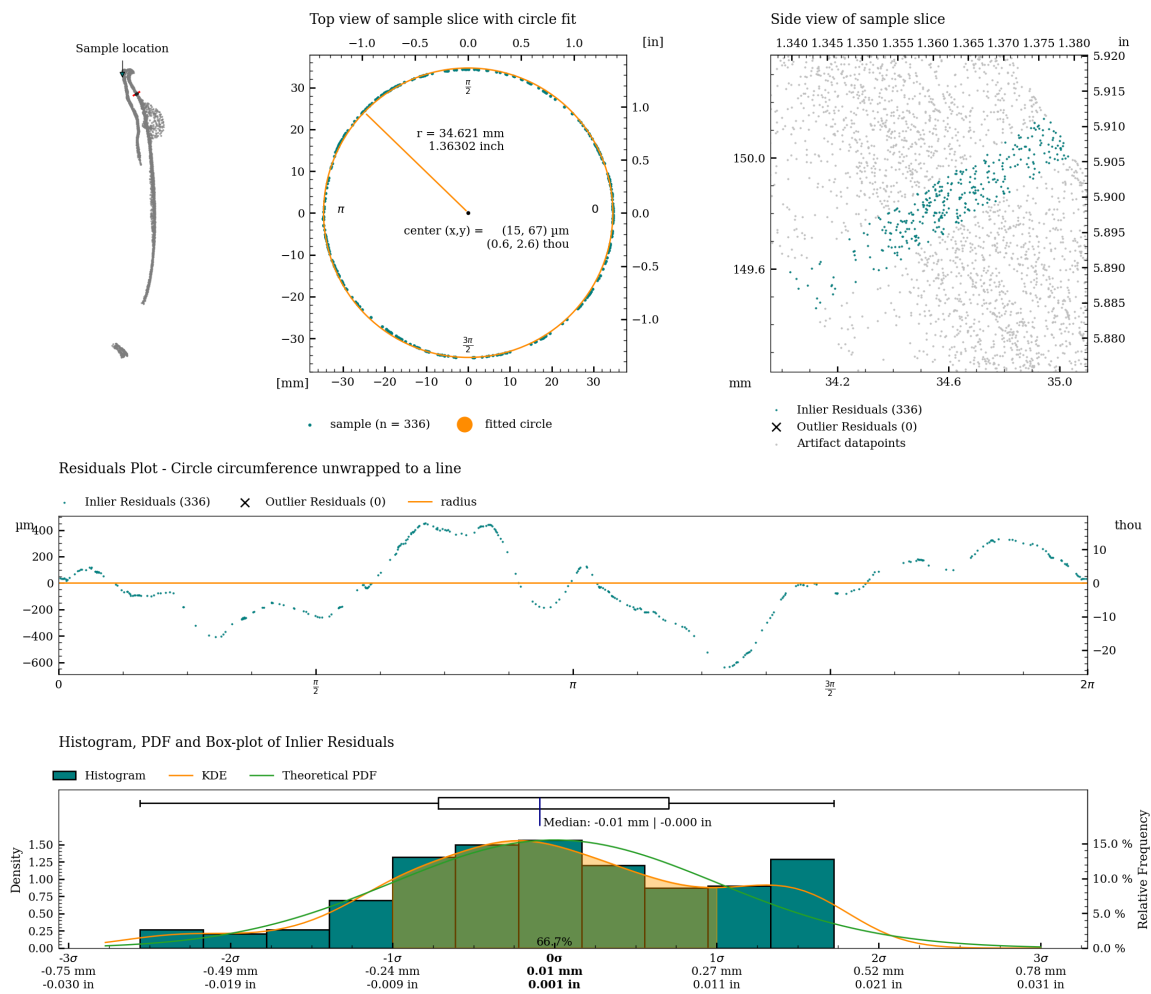 Top view of sample slice with circle fit
Side view of sample slice
Sample location
−1.0 −0.5 0.0 0.5 1.0 [in]
1.340 1.345 1.350 1.355 1.360 1.365 1.370 1.375 1.380 in
30
20
10
0
−10
−20
−30
π/2
r = 34.621 mm
1.36302 inch
π
0
center (x,y) = (15, 67) µm
(0.6, 2.6) thou
3π/2
1.0
0.5
0.0
−0.5
−1.0
[mm] −30 −20 −10 0 10 20 30
150.0
149.6
5.920
5.915
5.910
5.905
5.900
5.895
5.890
5.885
5.880
mm 34.2 34.6 35.0
sample (n = 336) fitted circle
Inlier Residuals (336)
Outlier Residuals (0)
Artifact datapoints
Residuals Plot - Circle circumference unwrapped to a line
Inlier Residuals (336) Outlier Residuals (0) radius
µm
thou
400
200
0
−200
−400
−600
10
0
−10
−20
0 π/2 π 3π/2 2π
Histogram, PDF and Box-plot of Inlier Residuals
Histogram KDE Theoretical PDF
Median: -0.01 mm | -0.000 in
Density
1.50
1.25
1.00
0.75
0.50
0.25
0.00
66.7%
Relative Frequency
15.0 %
10.0 %
5.0 %
0.0 %
-3σ -2σ -1σ 0σ 1σ 2σ 3σ
-0.75 mm -0.49 mm -0.24 mm 0.01 mm 0.27 mm 0.52 mm 0.78 mm
-0.030 in -0.019 in -0.009 in 0.001 in 0.011 in 0.021 in 0.031 in